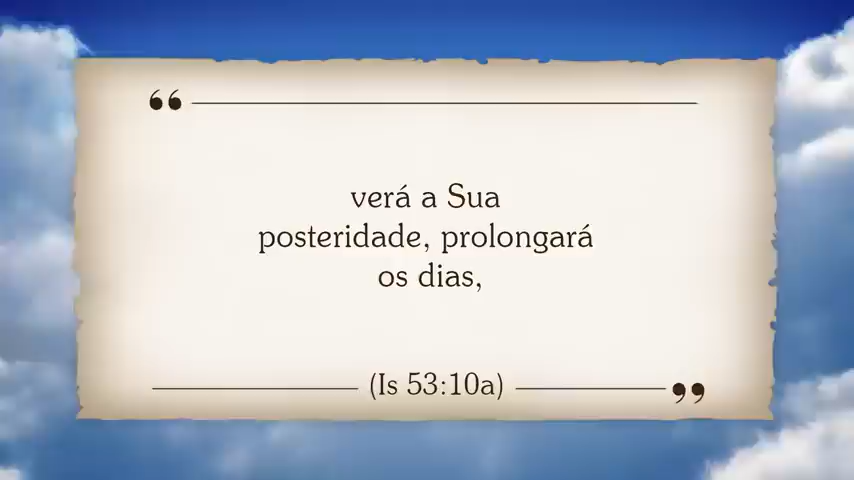 “
verá a Sua
posteridade, prolongará
os dias,
(Is 53:10a)
”